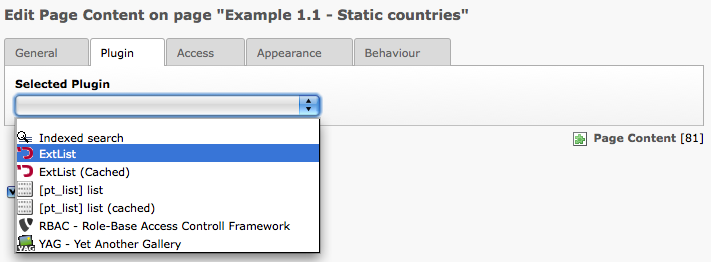 Edit Page Content on page "Example 1.1 - Static countries"
General Plugin Access Appearance Behaviour
Selected Plugin
Page Content [81]
Indexed search
ExtList
ExtList (Cached)
[pt_list] list
[pt_list] list (cached)
RBAC - Role-Base Access Controll Framework
YAG YAG - Yet Another Gallery